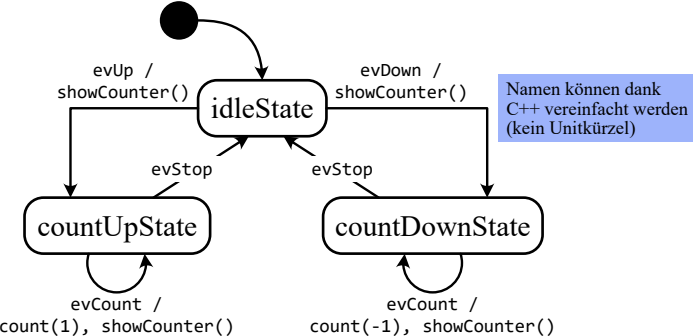 evUp /
showCounter()
evDown /
showCounter()
idleState
Namen können dank
C++ vereinfacht werden
(kein Unitkürzel)
evStop
evStop
countUpState
countDownState
evCount /
count(1), showCounter()
evCount /
count(-1), showCounter()